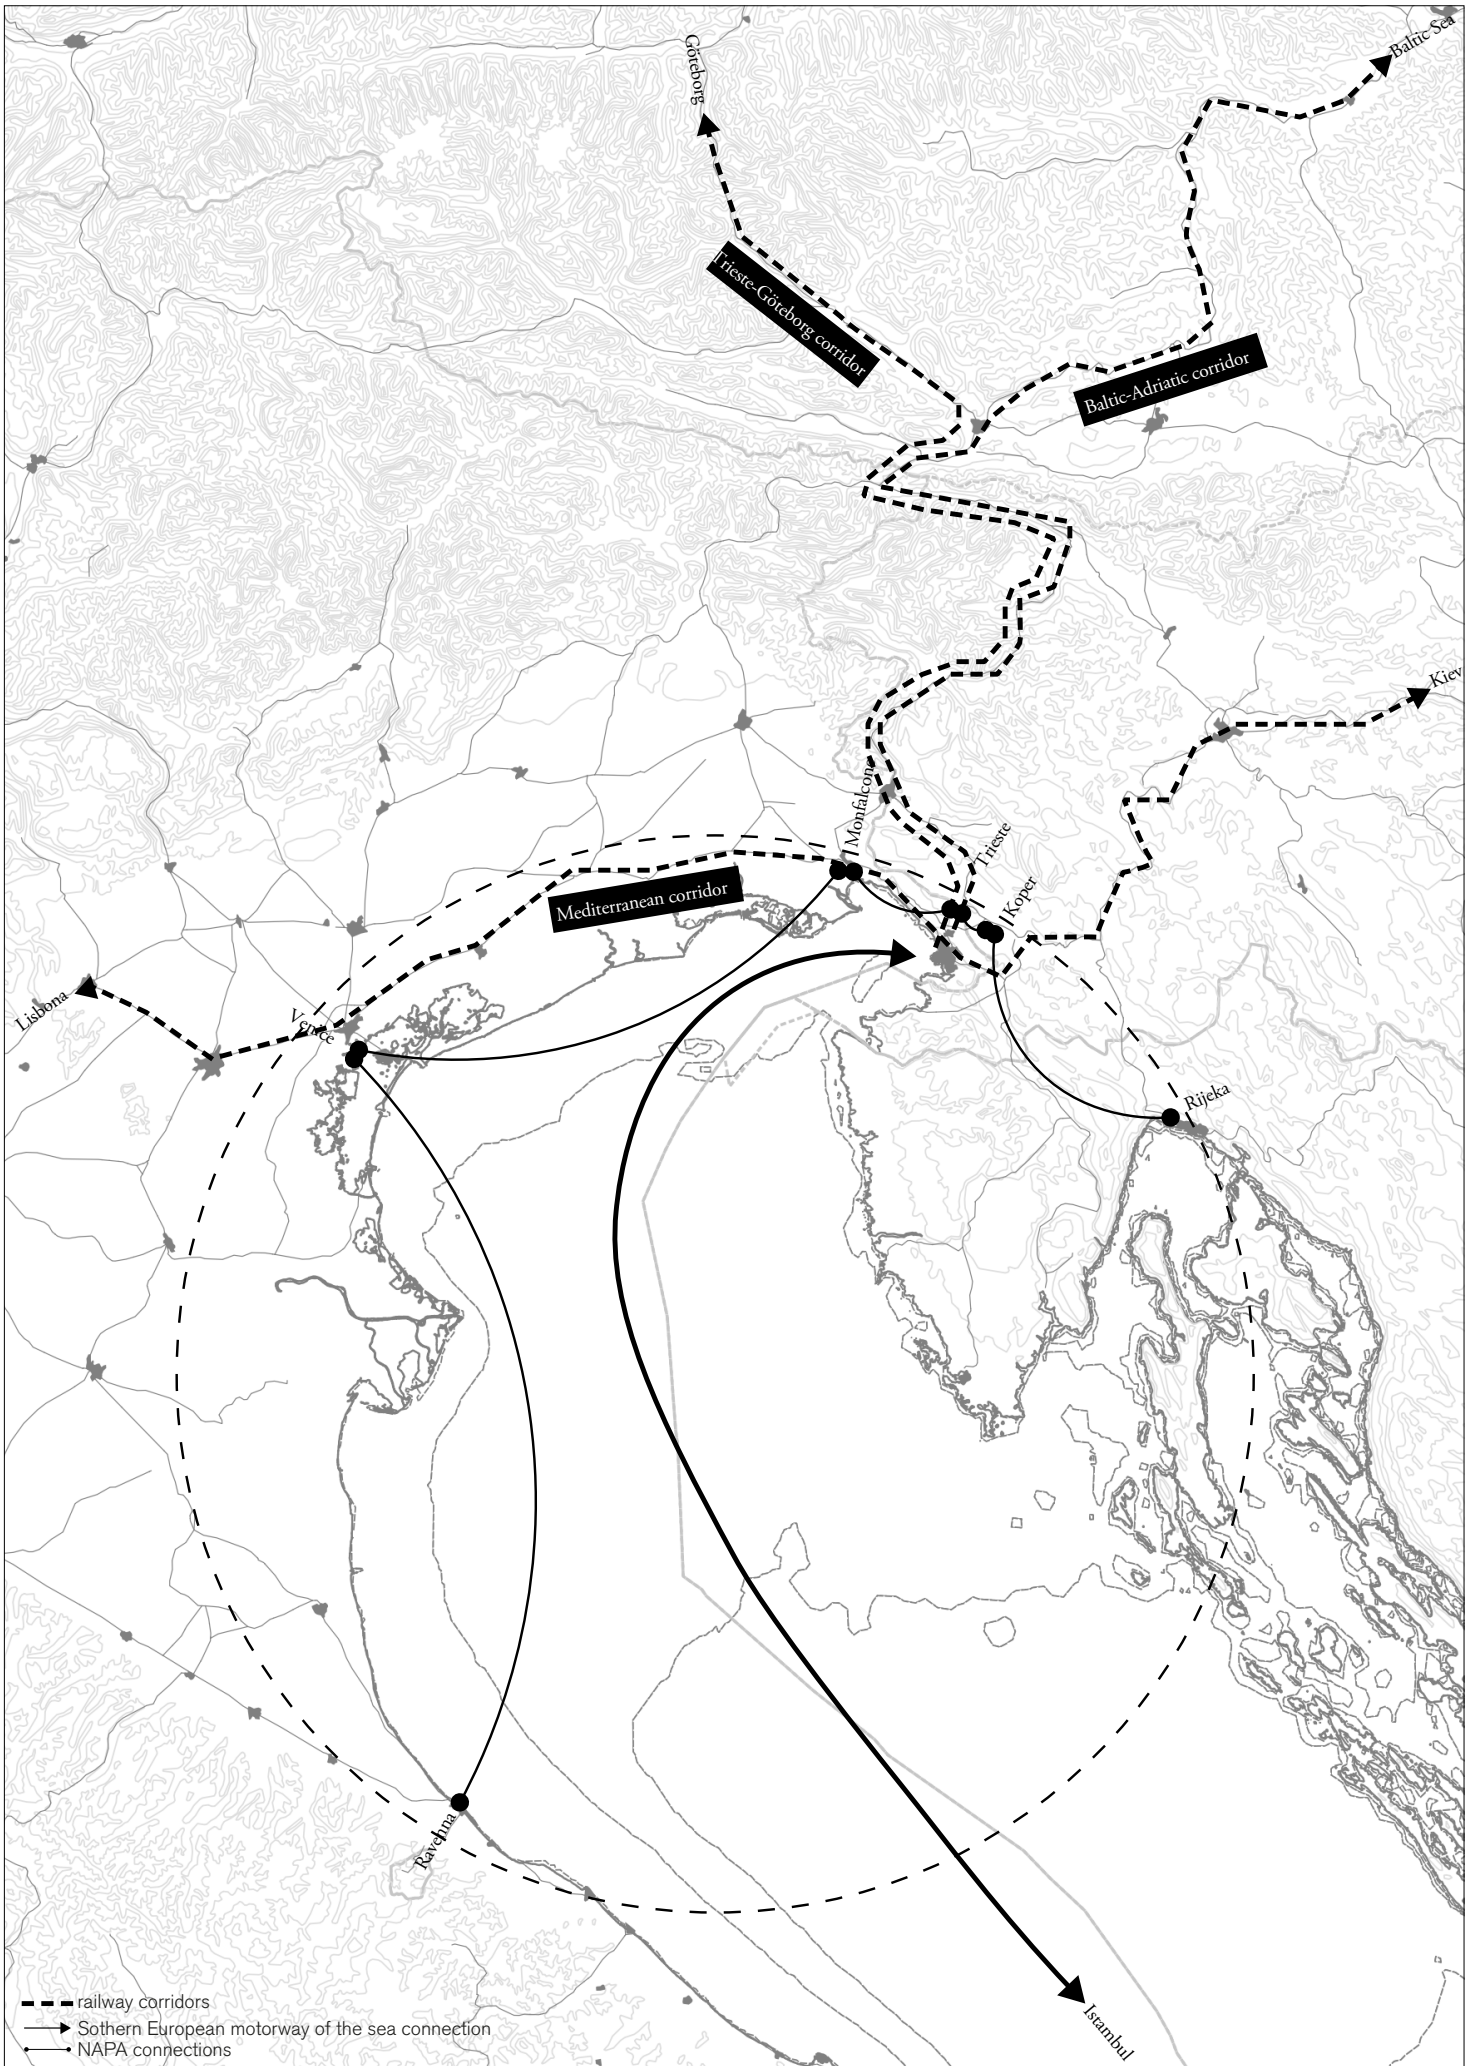 Göteborg
Baltic Sea
Trieste-Göteborg corridor
Baltic-Adriatic corridor
Kiev
Monfalcone
Trieste
Koper
Mediterranean corridor
Lisbona
Venice
Rijeka
Ravenna
Istambul
railway corridors
Sothern European motorway of the sea connection
NAPA connections